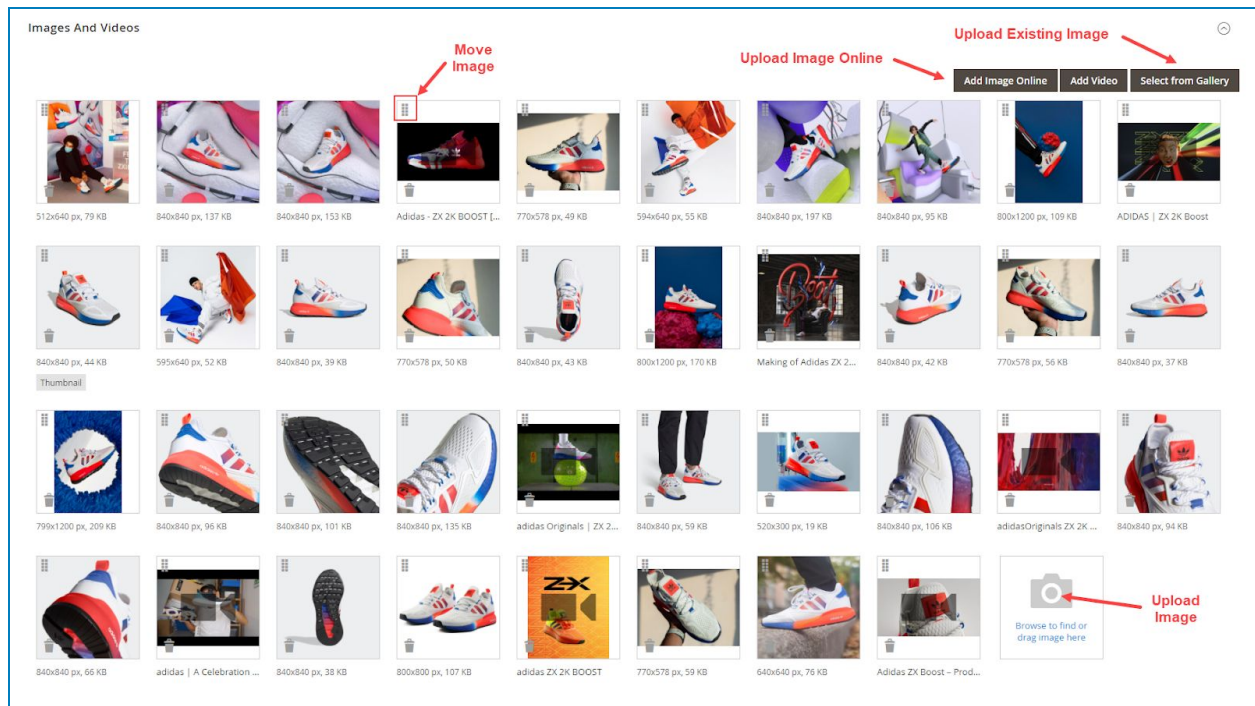 Images And Videos
Move
Image
Upload Image Online
Upload Existing Image
Add Image Online
Add Video
Select from Gallery
512x640 px, 79 KB
840x840 px, 137 KB
840x840 px, 153 KB
Adidas - ZX 2K BOOST [...
770x578 px, 49 KB
594x640 px, 55 KB
840x840 px, 197 KB
840x840 px, 95 KB
800x1200 px, 109 KB
ADIDAS | ZX 2K Boost
840x840 px, 44 KB
595x640 px, 52 KB
840x840 px, 39 KB
770x578 px, 50 KB
840x840 px, 43 KB
800x1200 px, 170 KB
Making of Adidas ZX 2...
840x840 px, 42 KB
770x578 px, 56 KB
840x840 px, 37 KB
Thumbnail
799x1200 px, 209 KB
840x840 px, 96 KB
840x840 px, 101 KB
840x840 px, 135 KB
adidas Originals | ZX 2...
840x840 px, 59 KB
520x300 px, 19 KB
840x840 px, 106 KB
adidasOriginals ZX 2K ...
840x840 px, 94 KB
ZX
Browse to find or
drag image here
Upload
Image
840x840 px, 66 KB
adidas | A Celebration ...
840x840 px, 38 KB
800x800 px, 107 KB
adidas ZX 2K BOOST
770x578 px, 59 KB
640x640 px, 76 KB
Adidas ZX Boost – Prod...